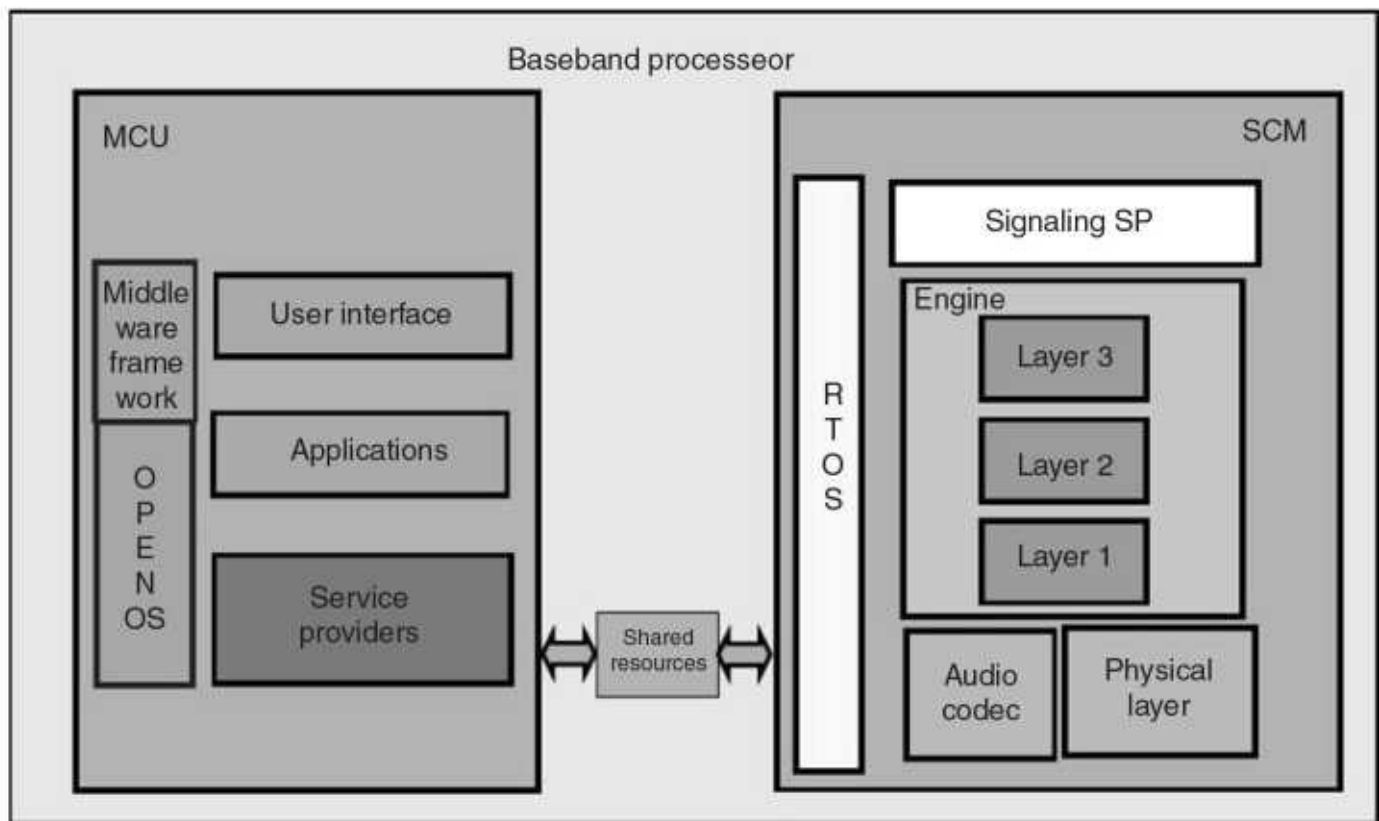 Baseband processeor
MCU
Middle
ware
frame
work
O
P
E
N
OS
User interface
Applications
Service
providers
Shared
resources
SCM
R
T
O
S
Signaling SP
Engine
Layer 3
Layer 2
Layer 1
Audio
codec
Physical
layer